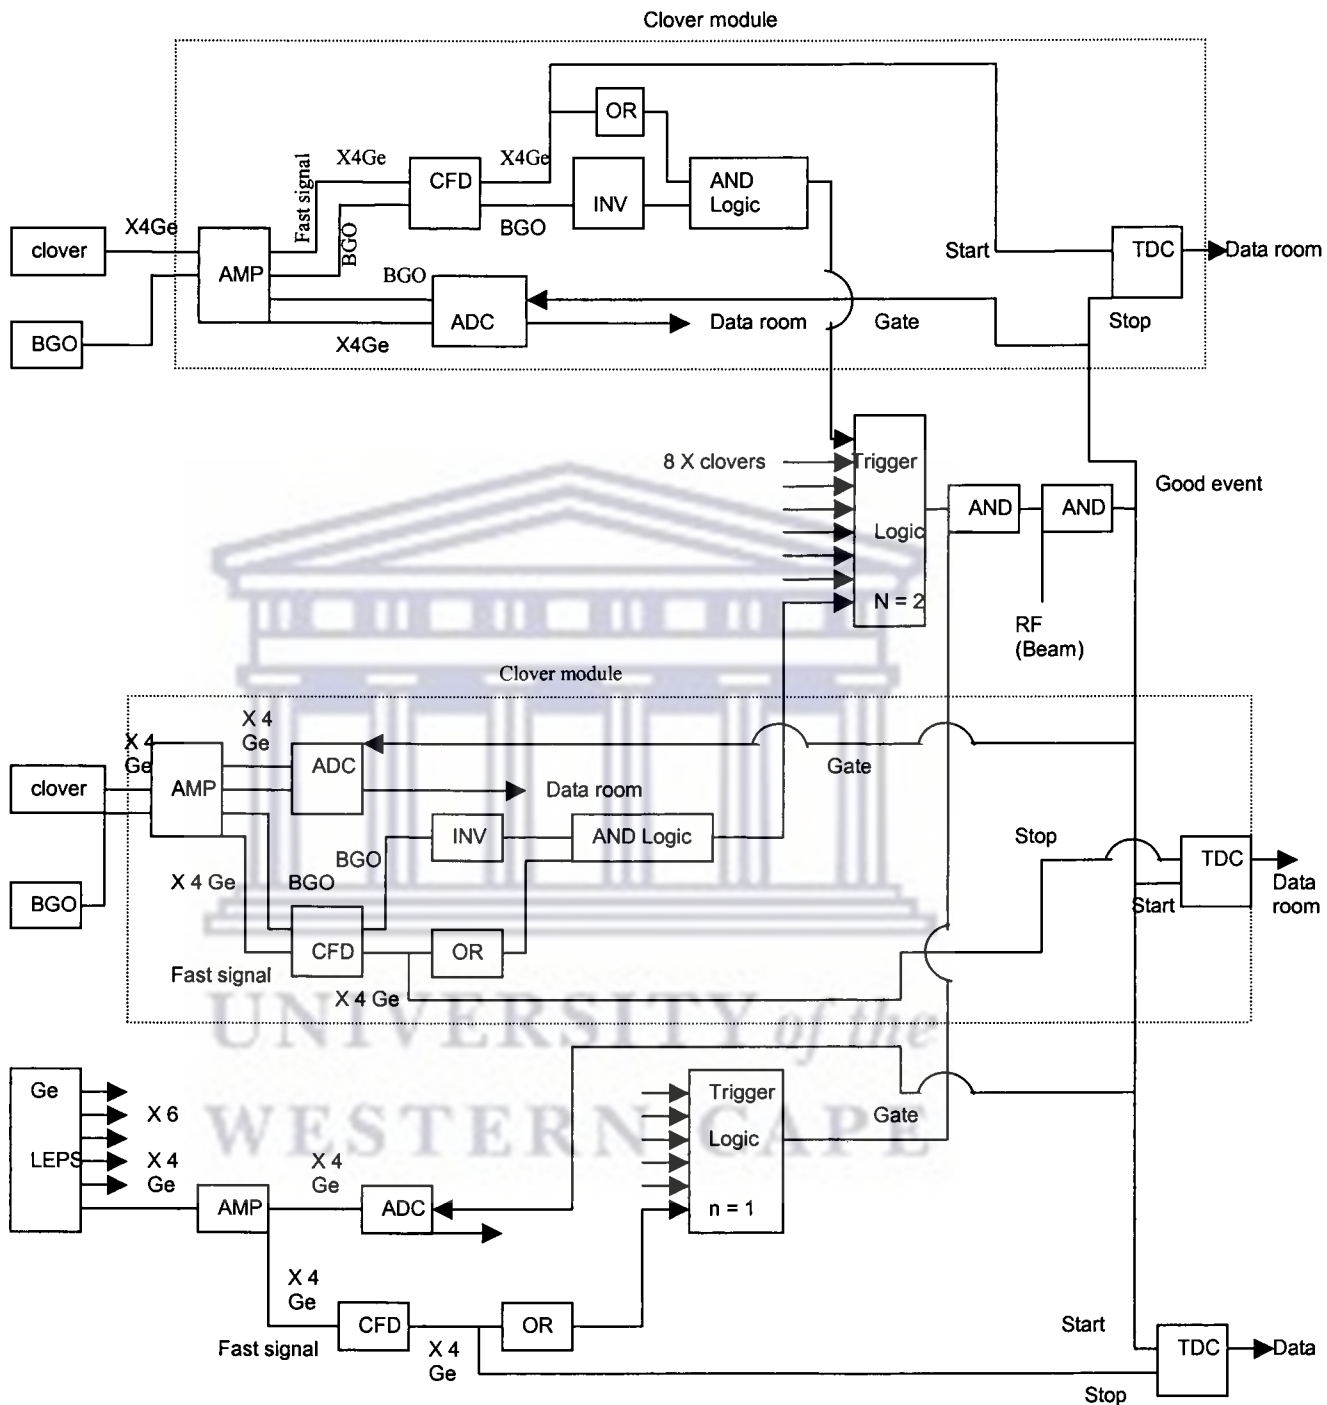 Clover module
OR
X4Ge
X4Ge
CFD
AND
Logic
INV
Fast signal
BGO
BGO
X4Ge
clover
AMP
Start
TDC
Data room
BGO
ADC
Data room
Gate
Stop
BGO
X4Ge
8 X clovers
Trigger
Logic
N = 2
AND
AND
Good event
RF
(Beam)
Clover module
X 4
Ge
X 4
Ge
ADC
Gate
clover
AMP
Data room
INV
AND Logic
Stop
TDC
BGO
X 4 Ge
BGO
BGO
Start
Data
room
CFD
OR
Fast signal
X 4 Ge
UNIVERSITY of the
WESTERN CAPE
Ge
X 6
LEPS
X 4
Ge
X 4
Ge
Trigger
Logic
n = 1
Gate
AMP
ADC
X 4
Ge
CFD
OR
Fast signal
X 4
Ge
Start
TDC
Data
Stop